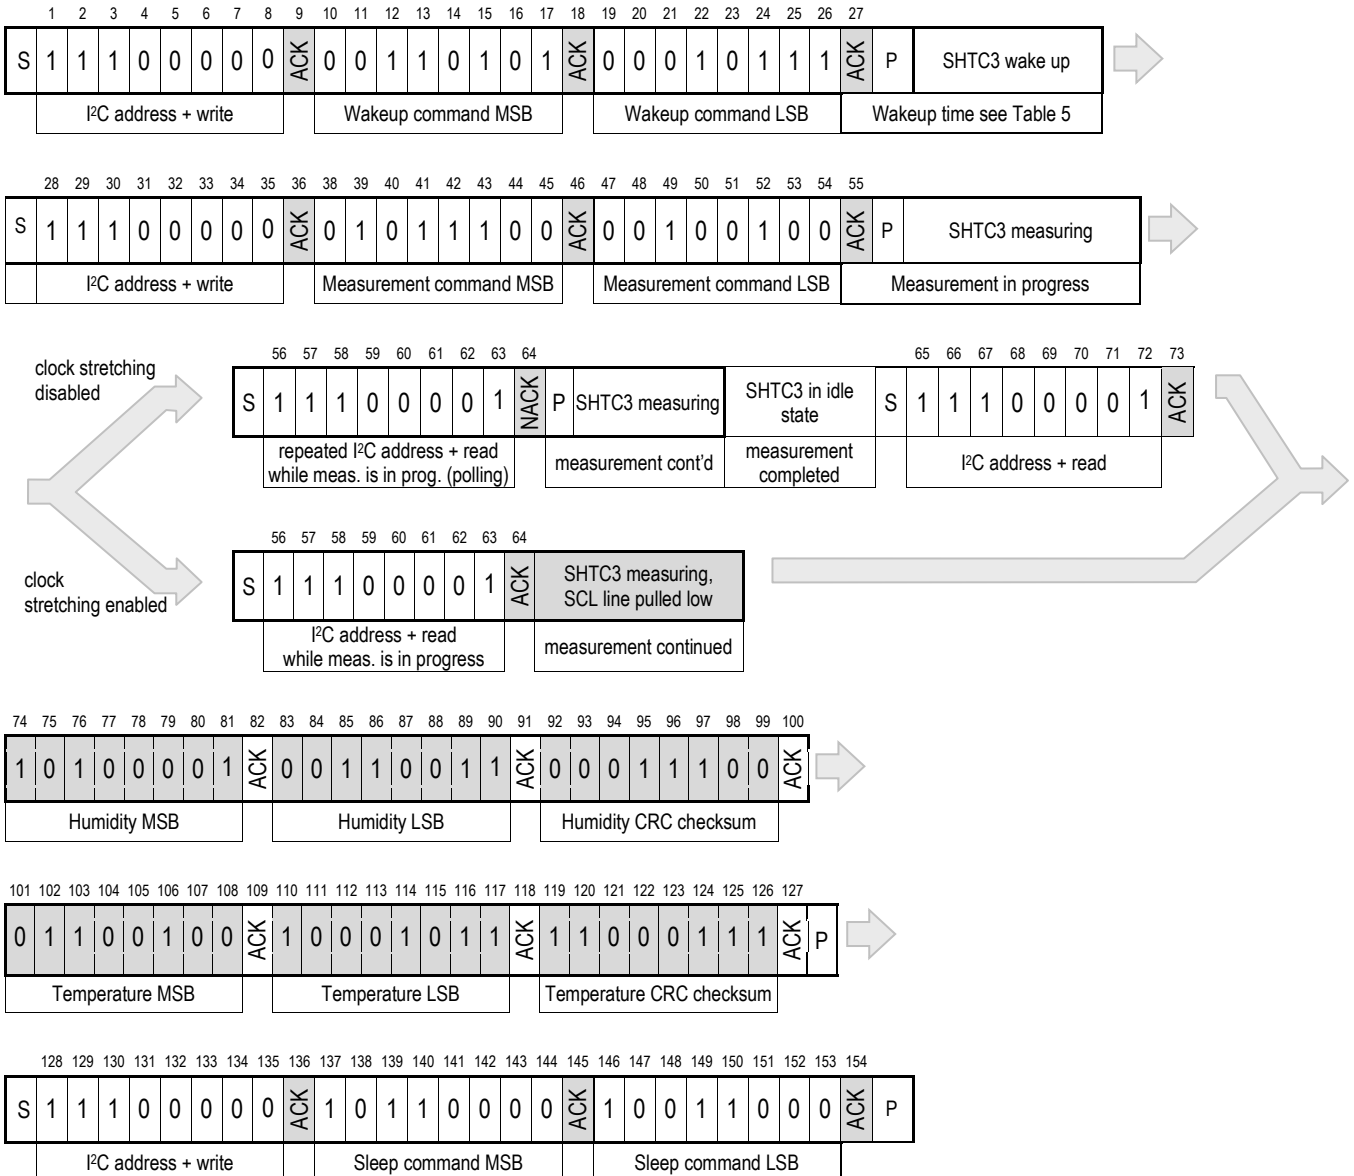 1 2 3 4 5 6 7 8 9 10 11 12 13 14 15 16 17 18 19 20 21 22 23 24 25 26 27
S 1 1 1 0 0 0 0 0 ACK 0 0 1 1 0 1 0 1 ACK 0 0 0 1 0 1 1 1 ACK P SHTC3 wake up
I²C address + write Wakeup command MSB Wakeup command LSB Wakeup time see Table 5
28 29 30 31 32 33 34 35 36 38 39 40 41 42 43 44 45 46 47 48 49 50 51 52 53 54 55
S 1 1 1 0 0 0 0 0 ACK 0 1 0 1 1 1 0 0 ACK 0 0 1 0 0 1 0 0 ACK P SHTC3 measuring
I²C address + write Measurement command MSB Measurement command LSB Measurement in progress
clock stretching
disabled
56 57 58 59 60 61 62 63 64 65 66 67 68 69 70 71 72 73
S 1 1 1 0 0 0 0 1 NACK P SHTC3 measuring SHTC3 in idle
state S 1 1 1 0 0 0 0 1 ACK
repeated I²C address + read
while meas. is in prog. (polling)
measurement cont'd
measurement
completed
I²C address + read
clock
stretching enabled
56 57 58 59 60 61 62 63 64
S 1 1 1 0 0 0 0 1 ACK SHTC3 measuring,
SCL line pulled low
I²C address + read
while meas. is in progress
measurement continued
74 75 76 77 78 79 80 81 82 83 84 85 86 87 88 89 90 91 92 93 94 95 96 97 98 99 100
1 0 1 0 0 0 0 1 ACK 0 0 1 1 0 0 1 1 ACK 0 0 0 1 1 1 0 0 ACK
Humidity MSB Humidity LSB Humidity CRC checksum
101 102 103 104 105 106 107 108 109 110 111 112 113 114 115 116 117 118 119 120 121 122 123 124 125 126 127
0 1 1 0 0 1 0 0 ACK 1 0 0 0 1 0 1 1 ACK 1 1 0 0 0 1 1 1 ACK P
Temperature MSB Temperature LSB Temperature CRC checksum
128 129 130 131 132 133 134 135 136 137 138 139 140 141 142 143 144 145 146 147 148 149 150 151 152 153 154
S 1 1 1 0 0 0 0 0 ACK 1 0 1 1 0 0 0 0 ACK 1 0 0 1 1 0 0 0 ACK P
I²C address + write Sleep command MSB Sleep command LSB